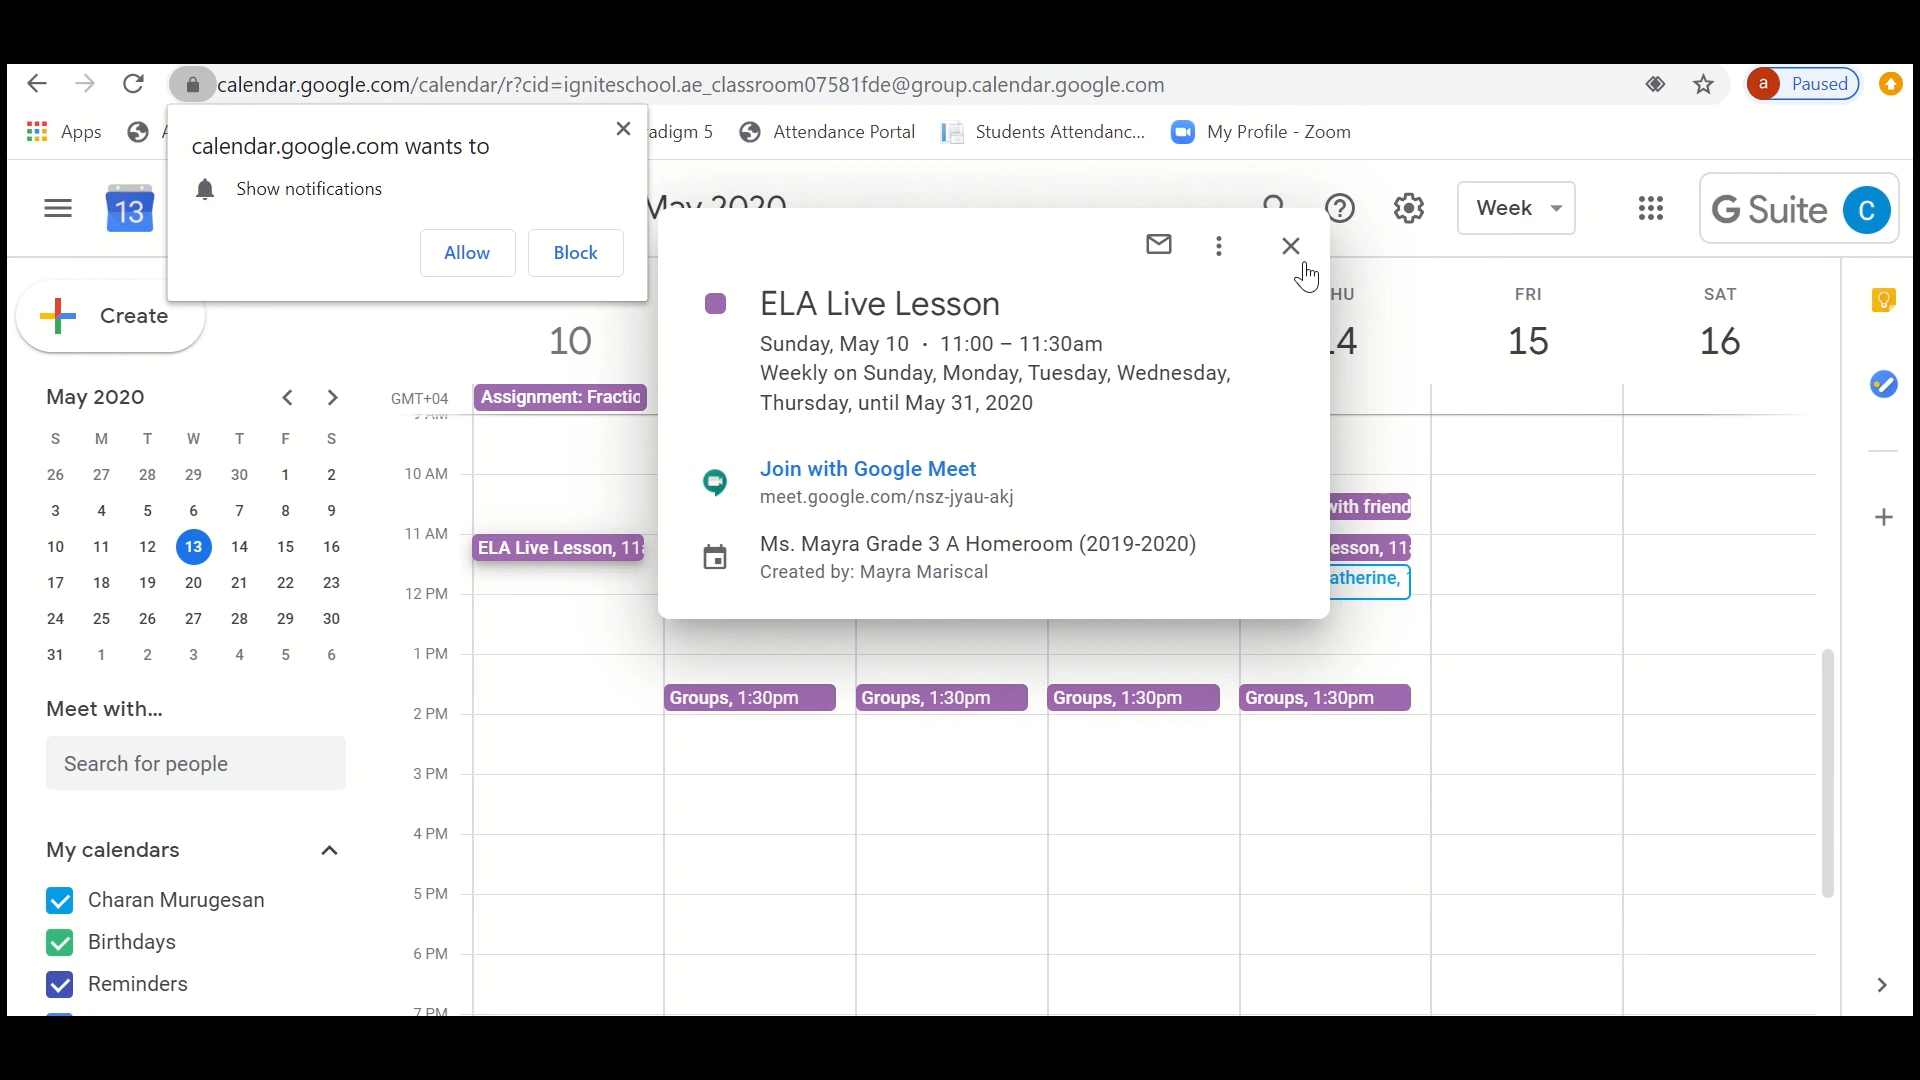 calendar.google.com/calendar/r?cid=igniteschool.ae_classroom07581fde@group.calendar.google.com
a Paused
Apps
adigm 5
Attendance Portal
Students Attendanc...
My Profile - Zoom
calendar.google.com wants to
Show notifications
Allow
Block
13
May 2020
Week
G Suite
C
Create
ELA Live Lesson
Sunday, May 10 · 11:00 – 11:30am
Weekly on Sunday, Monday, Tuesday, Wednesday,
Thursday, until May 31, 2020
Join with Google Meet
meet.google.com/nsz-jyau-akj
Ms. Mayra Grade 3 A Homeroom (2019-2020)
Created by: Mayra Mariscal
HU
FRI
SAT
10
14
15
16
May 2020
S M T W T F S
26 27 28 29 30 1 2
3 4 5 6 7 8 9
10 11 12 13 14 15 16
17 18 19 20 21 22 23
24 25 26 27 28 29 30
31 1 2 3 4 5 6
GMT+04
Assignment: Fractic
9 AM
10 AM
11 AM
12 PM
1 PM
2 PM
3 PM
4 PM
5 PM
6 PM
7 PM
ELA Live Lesson, 11
with friend
esson, 11
atherine,
Groups, 1:30pm
Groups, 1:30pm
Groups, 1:30pm
Groups, 1:30pm
Meet with...
Search for people
My calendars
Charan Murugesan
Birthdays
Reminders